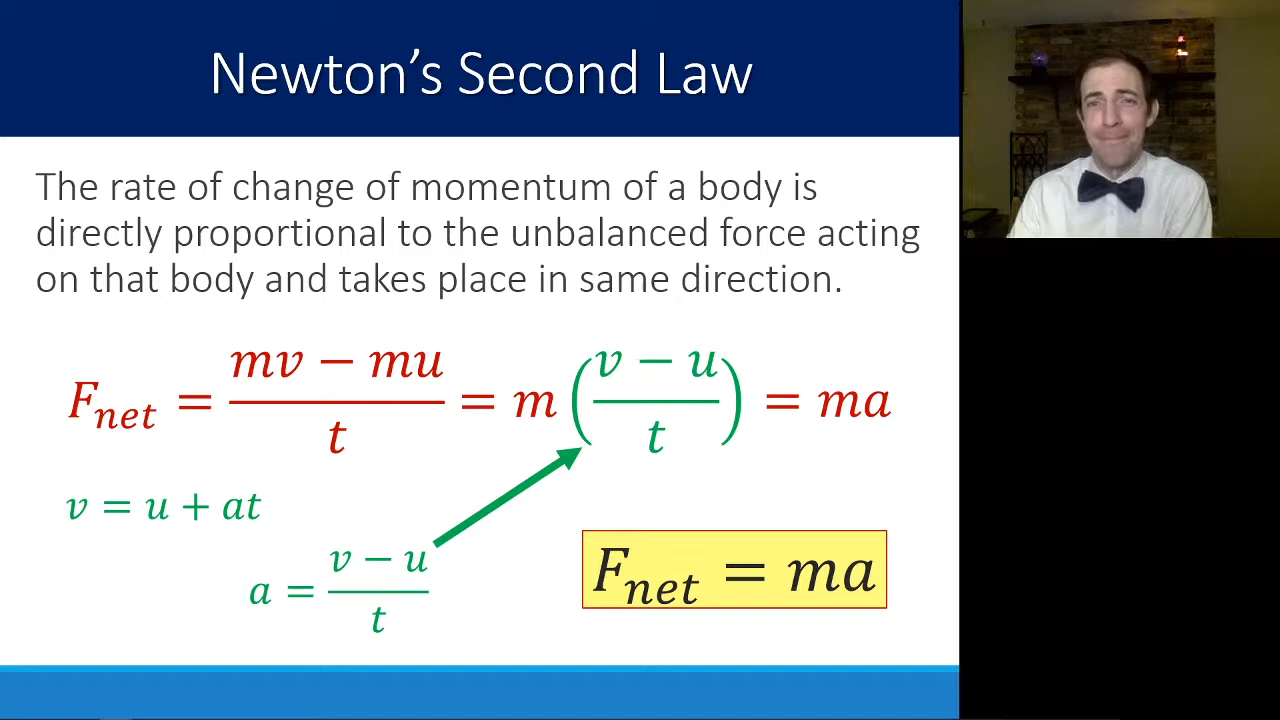 Newton’s Second Law
The rate of change of momentum of a body is
directly proportional to the unbalanced force acting
on that body and takes place in same direction.
F_net = (mv − mu)/t = m((v − u)/t) = ma
v = u + at
a = (v − u)/t
F_net = ma